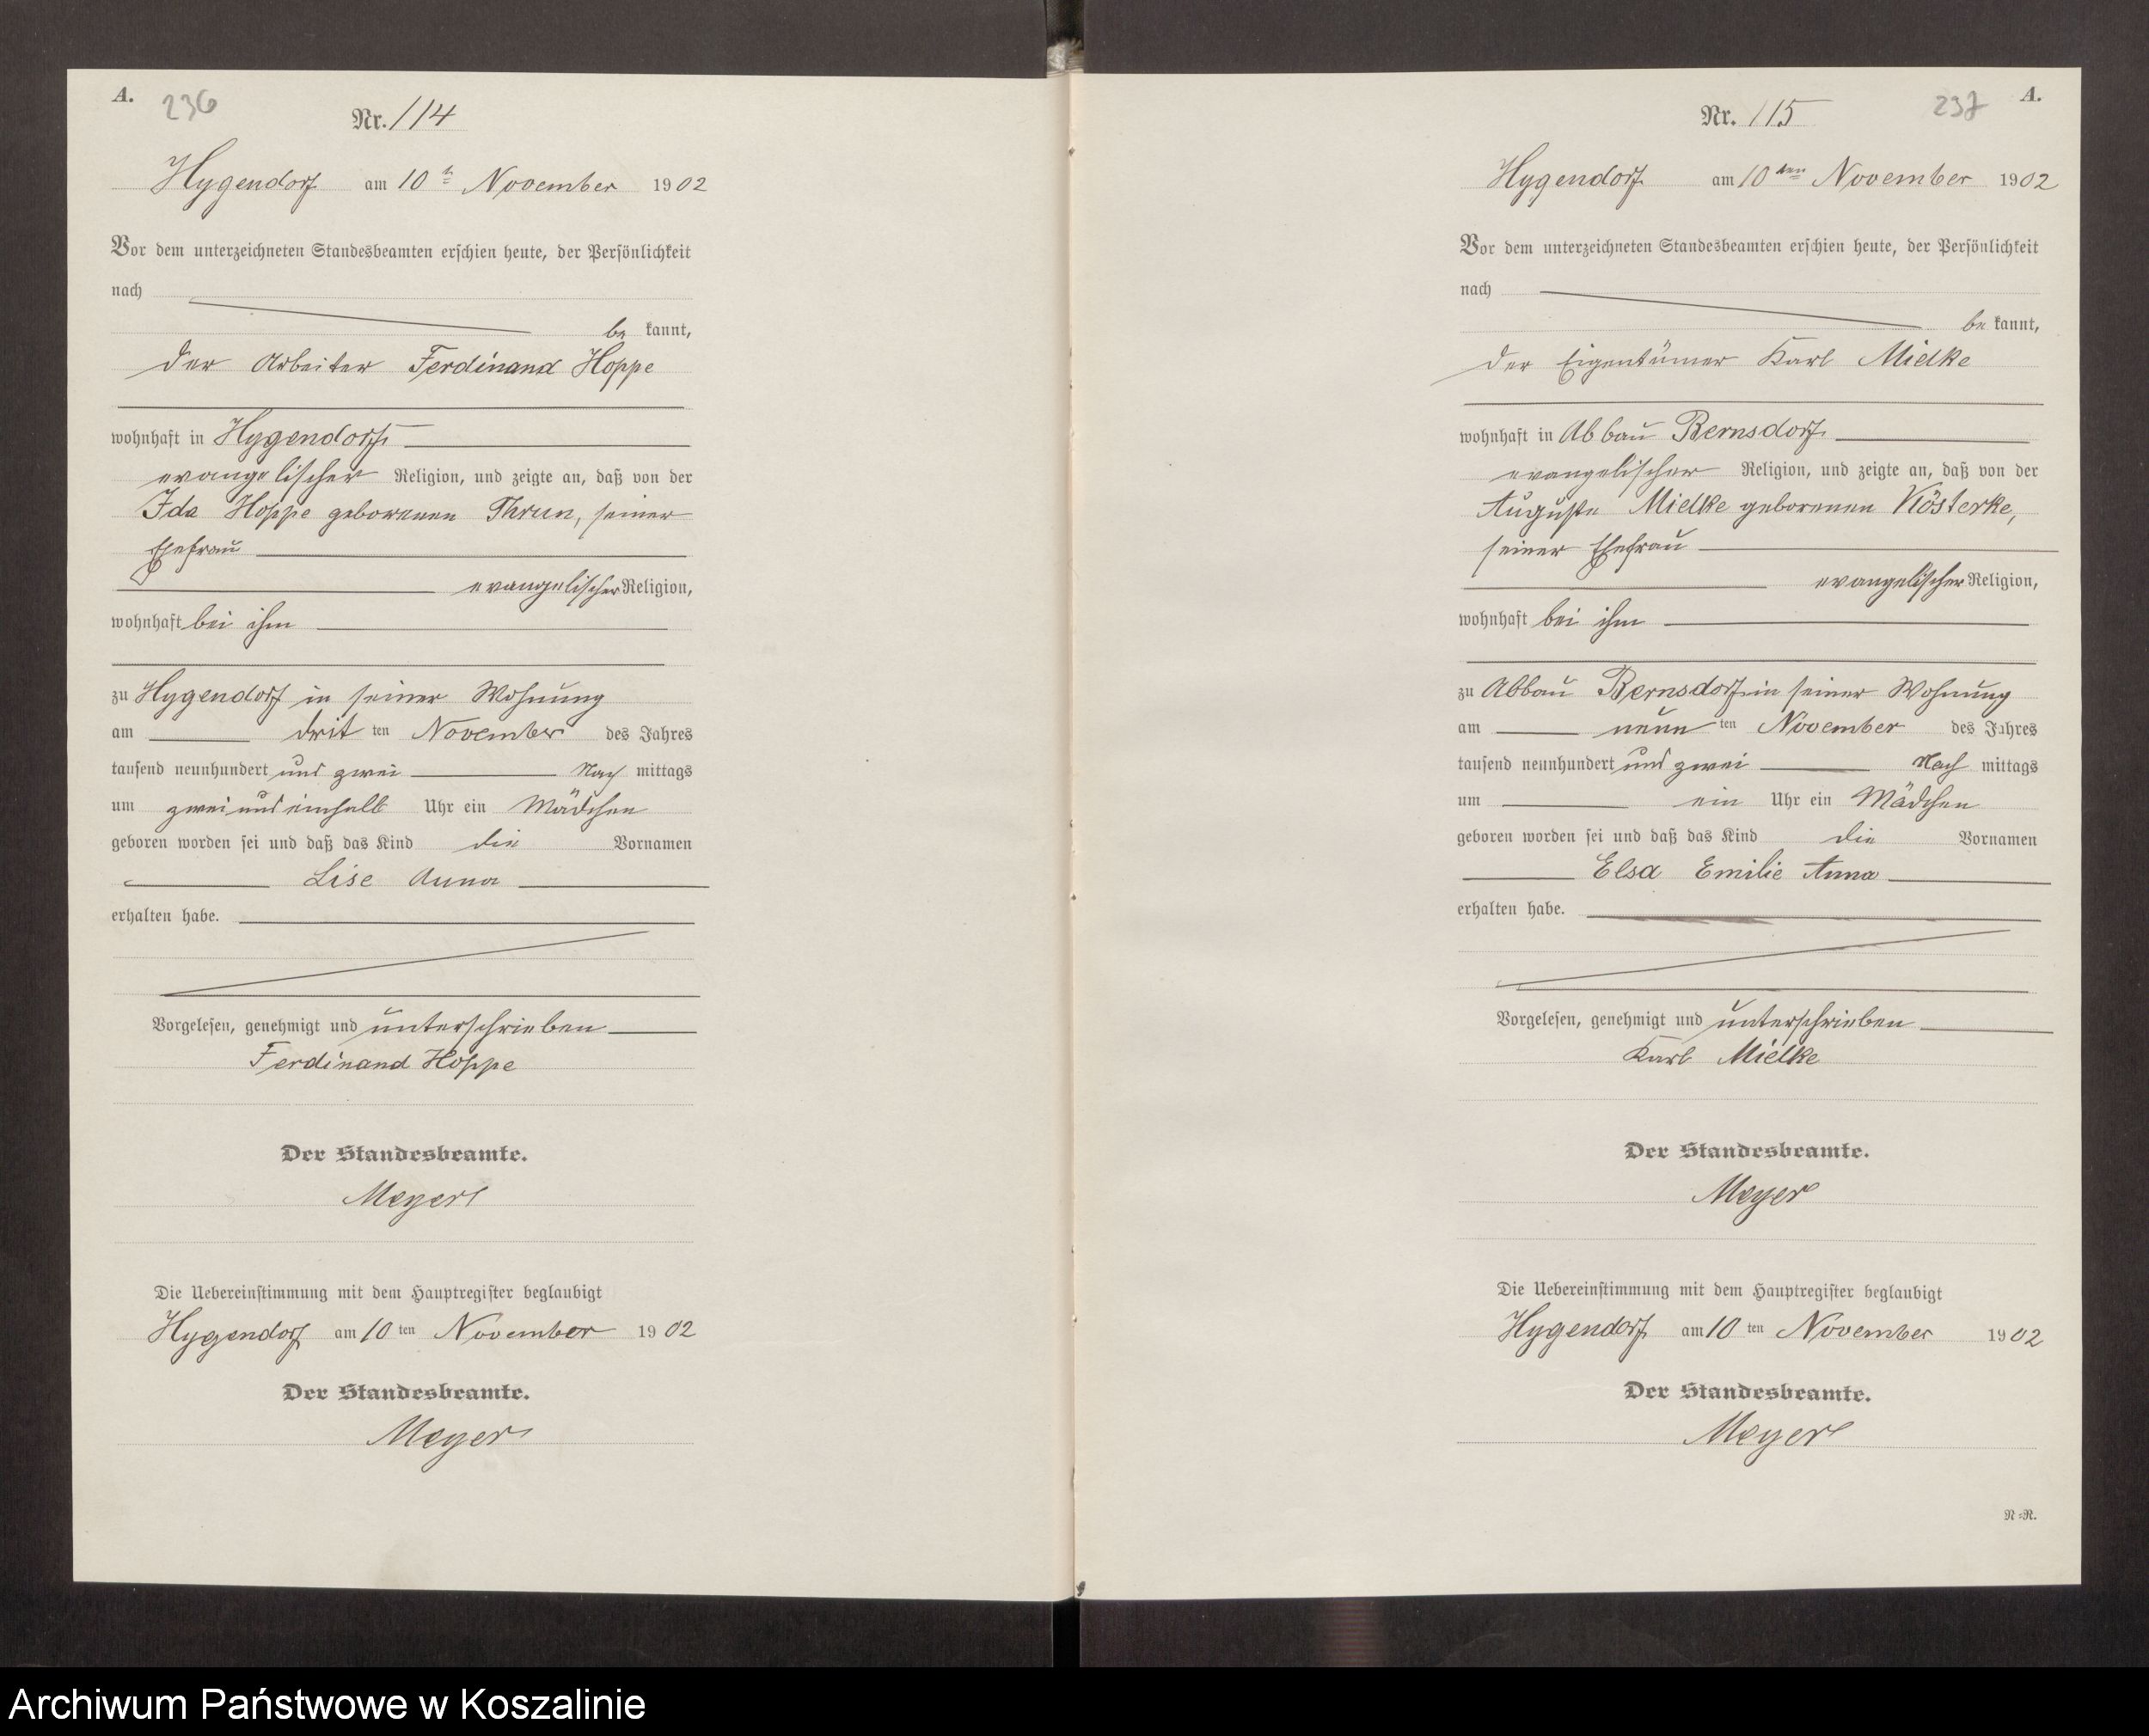 A.
236
Nr. 114
Hygendorf am 10ten November 1902
Vor dem unterzeichneten Standesbeamten erschien heute, der Persönlichkeit
nach
bekannt,
der Arbeiter Ferdinand Hoppe
wohnhaft in Hygendorf
evangelischer Religion, und zeigte an, daß von der
Ida Hoppe geborenen Thrun, seiner
Ehefrau
evangelischer Religion,
wohnhaft bei ihm
zu Hygendorf in seiner Wohnung
am dritten November des Jahres
tausend neunhundert und zwei Nachmittags
um zwei und einhalb Uhr ein Mädchen
geboren worden sei und daß das Kind die Vornamen
Lise Anna
erhalten habe.
Vorgelesen, genehmigt und unterschrieben
Ferdinand Hoppe
Der Standesbeamte.
Meyer
Die Uebereinstimmung mit dem Hauptregister beglaubigt
Hygendorf am 10ten November 1902
Der Standesbeamte.
Meyer
A.
237
Nr. 115
Hygendorf am 10ten November 1902
Vor dem unterzeichneten Standesbeamten erschien heute, der Persönlichkeit
nach
bekannt,
der Eigentümer Karl Mielke
wohnhaft in Abbau Bernsdorf
evangelischer Religion, und zeigte an, daß von der
Auguste Mielke geborenen Kösterke,
seiner Ehefrau
evangelischer Religion,
wohnhaft bei ihm
zu Abbau Bernsdorf in seiner Wohnung
am neunten November des Jahres
tausend neunhundert und zwei Nachmittags
um ein Uhr ein Mädchen
geboren worden sei und daß das Kind die Vornamen
Elsa Emilie Anna
erhalten habe.
Vorgelesen, genehmigt und unterschrieben
Karl Mielke
Der Standesbeamte.
Meyer
Die Uebereinstimmung mit dem Hauptregister beglaubigt
Hygendorf am 10ten November 1902
Der Standesbeamte.
Meyer
N=R.
Archiwum Państwowe w Koszalinie